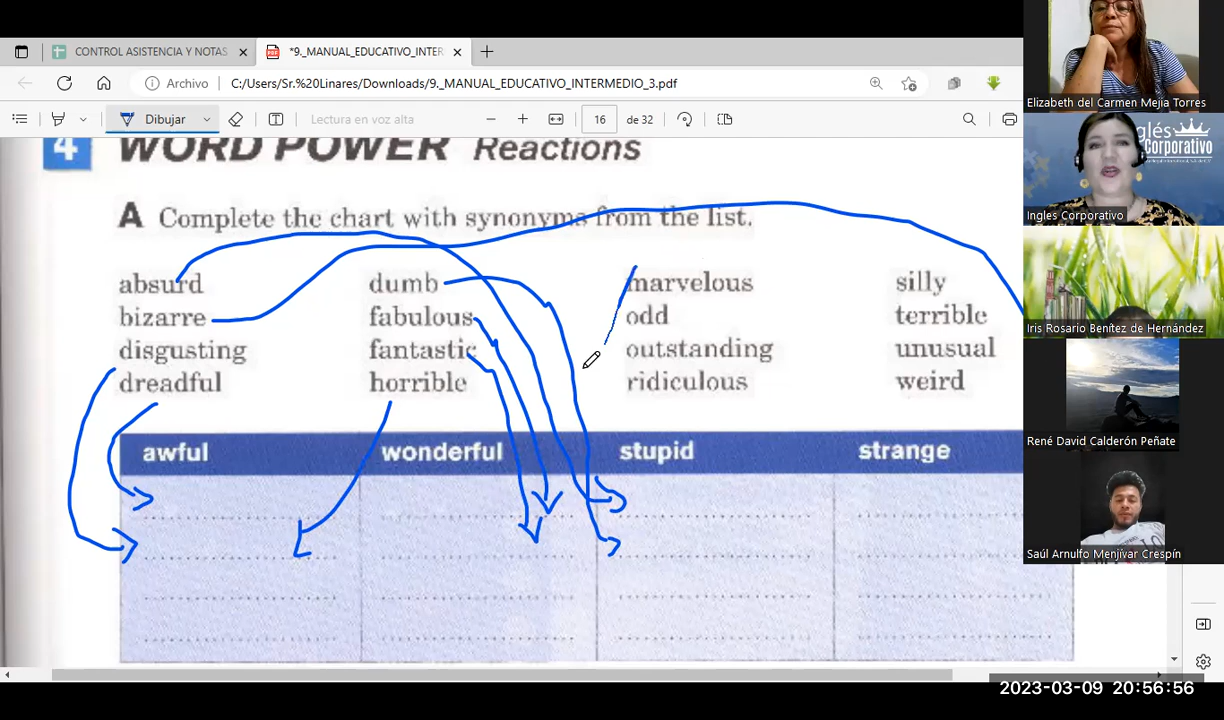 CONTROL ASISTENCIA Y NOTAS
*9._MANUAL_EDUCATIVO_INTER
Archivo
C:/Users/Sr.%20Linares/Downloads/9._MANUAL_EDUCATIVO_INTERMEDIO_3.pdf
Dibujar
Lectura en voz alta
16
de 32
4 WORD POWER Reactions
A Complete the chart with synonyms from the list.
absurd dumb marvelous silly
bizarre fabulous odd terrible
disgusting fantastic outstanding unusual
dreadful horrible ridiculous weird
awful wonderful stupid strange
Elizabeth del Carmen Mejia Torres
glés
Corporativo
Ingles Corporativo
Iris Rosario Benítez de Hernández
René David Calderón Peñate
Saúl Arnulfo Menjívar Crespín
2023-03-09 20:56:56